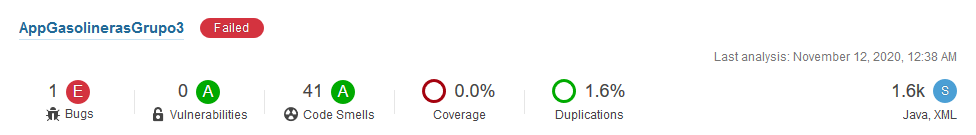 AppGasolinerasGrupo3 Failed
Last analysis: November 12, 2020, 12:38 AM
1 E 0 A 41 A 0.0% 1.6% 1.6k S
Bugs Vulnerabilities Code Smells Coverage Duplications Java, XML